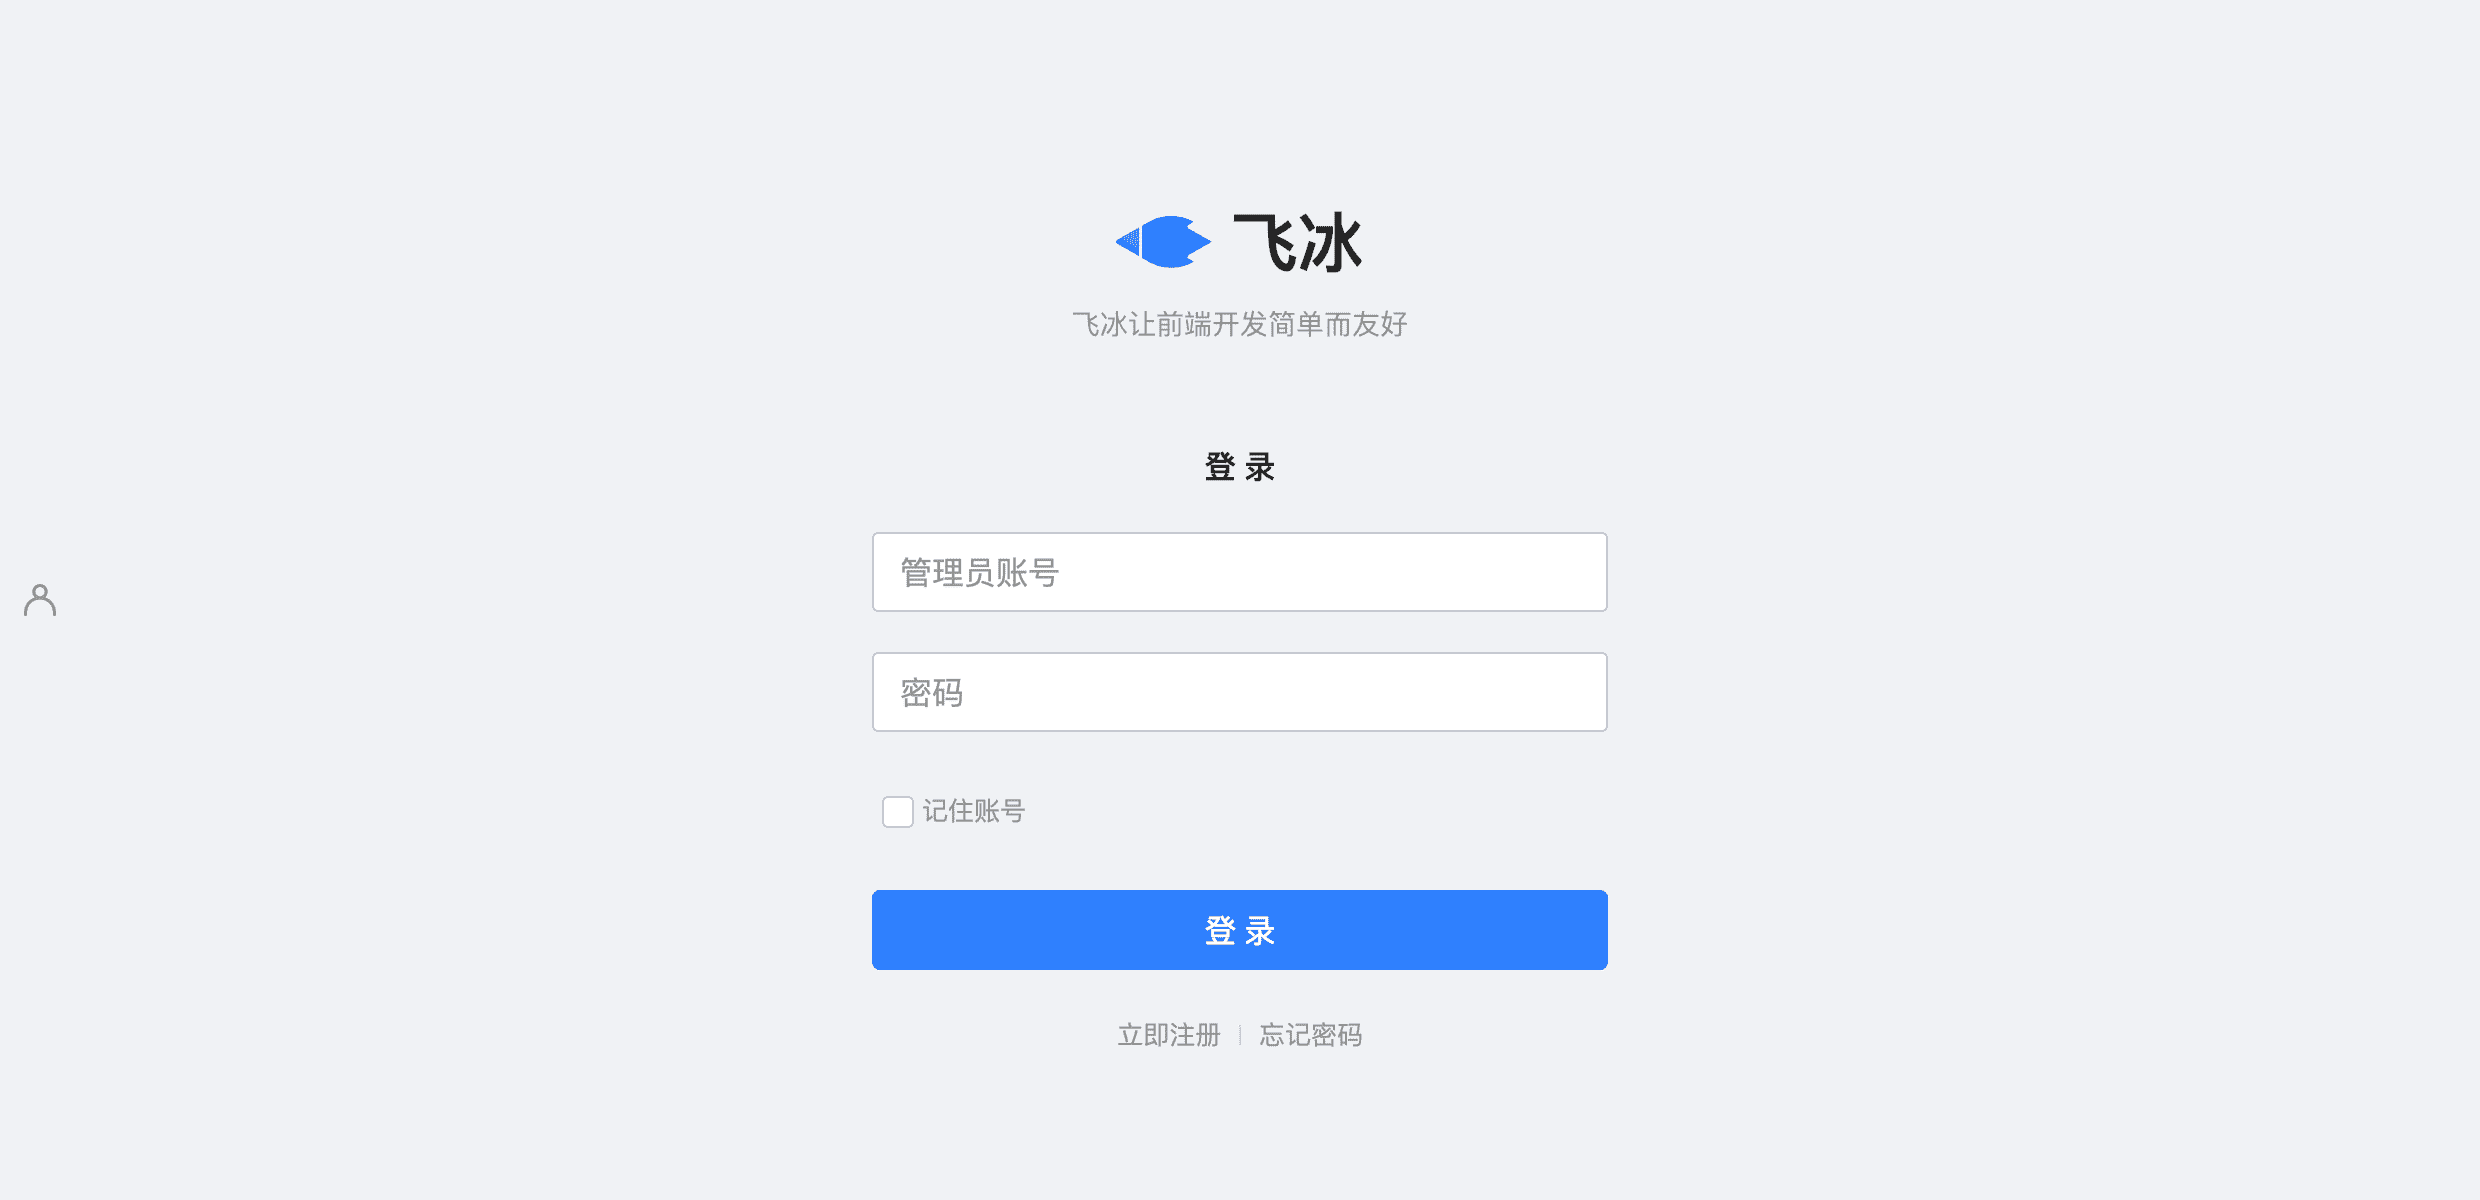 飞冰
飞冰让前端开发简单而友好
登 录
管理员账号
密码
记住账号
登 录
立即注册 | 忘记密码